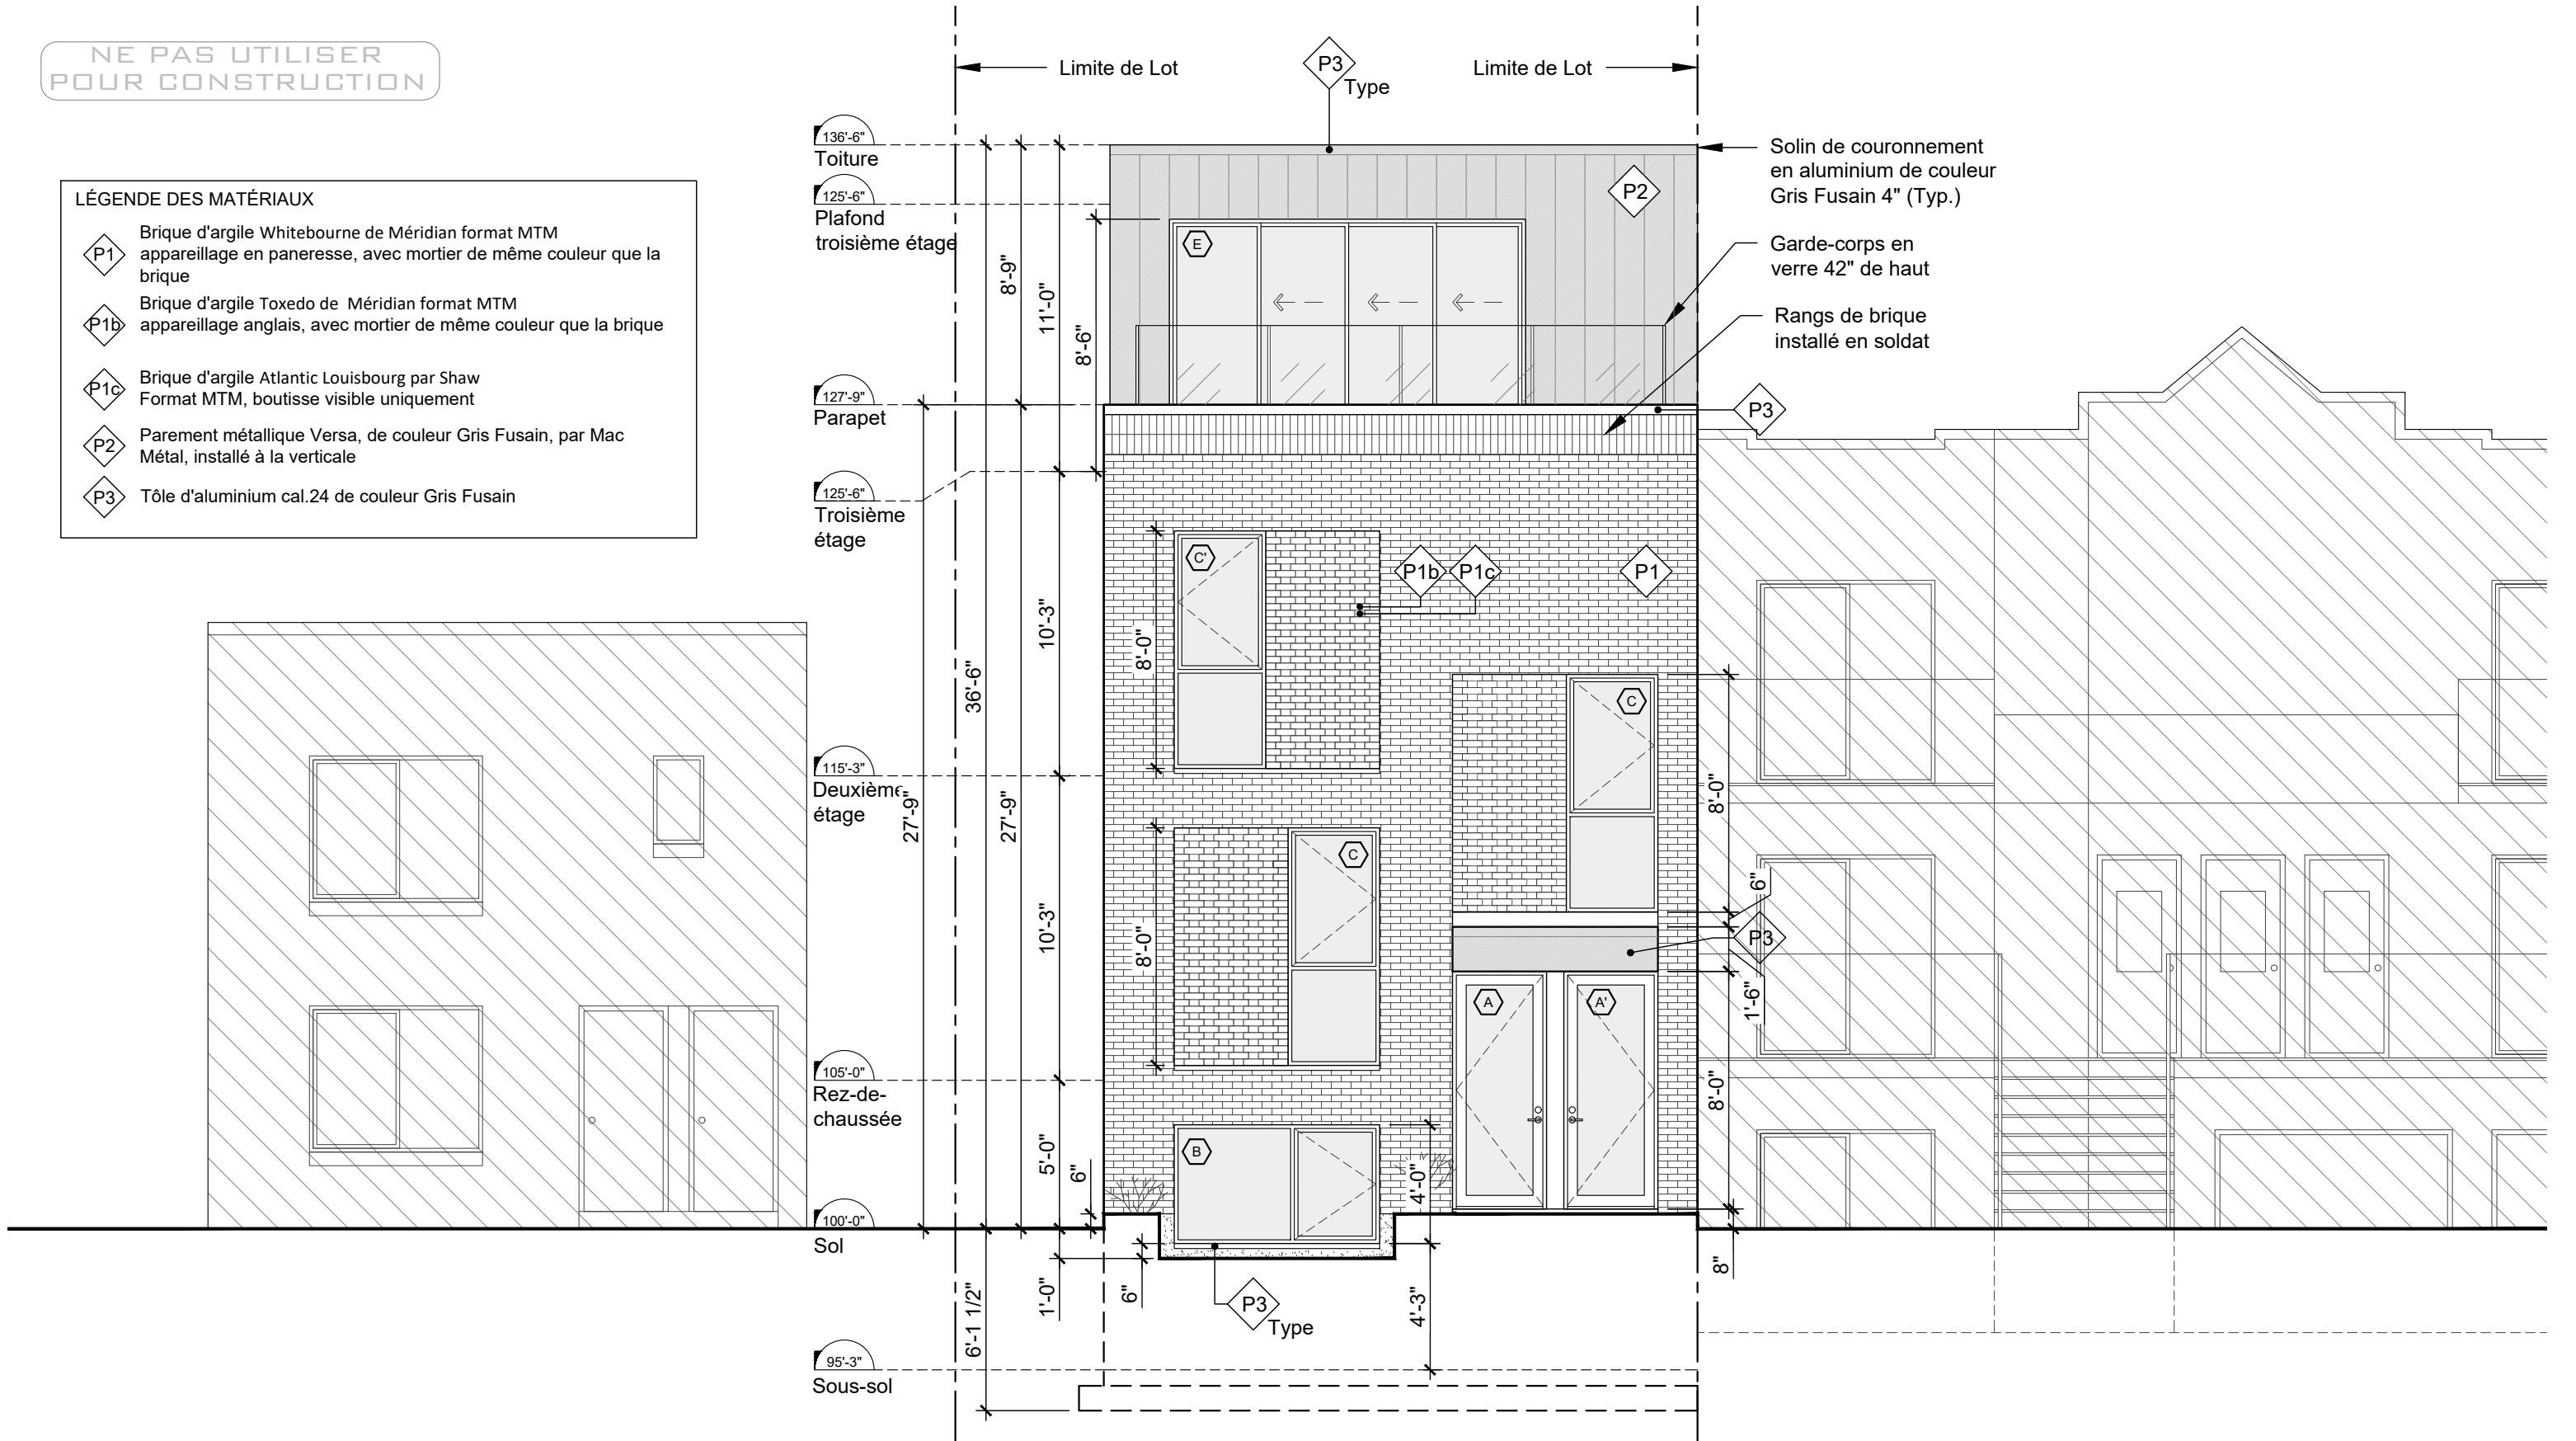 NE PAS UTILISER
POUR CONSTRUCTION
LÉGENDE DES MATÉRIAUX
P1
Brique d'argile Whitebourne de Méridian format MTM
appareillage en paneresse, avec mortier de même couleur que la
brique
P1b
Brique d'argile Toxedo de Méridian format MTM
appareillage anglais, avec mortier de même couleur que la brique
P1c
Brique d'argile Atlantic Louisbourg par Shaw
Format MTM, boutisse visible uniquement
P2
Parement métallique Versa, de couleur Gris Fusain, par Mac
Métal, installé à la verticale
P3
Tôle d'aluminium cal.24 de couleur Gris Fusain
Limite de Lot
P3
Type
Limite de Lot
136'-6"
Toiture
125'-6"
Plafond
troisième étage
127'-9"
Parapet
125'-6"
Troisième
étage
115'-3"
Deuxième
étage
105'-0"
Rez-de-
chaussée
100'-0"
Sol
95'-3"
Sous-sol
27'-9"
36'-6"
6'-1 1/2"
8'-9"
27'-9"
11'-0"
10'-3"
10'-3"
5'-0"
1'-0"
8'-6"
6"
6"
8'-0"
8'-0"
4'-0"
4'-3"
E
P2
C'
P1b
P1c
P1
C
C
A
A'
B
P3
Type
Solin de couronnement
en aluminium de couleur
Gris Fusain 4" (Typ.)
Garde-corps en
verre 42" de haut
Rangs de brique
installé en soldat
P3
8'-0"
6"
P3
1'-6"
8'-0"
8"